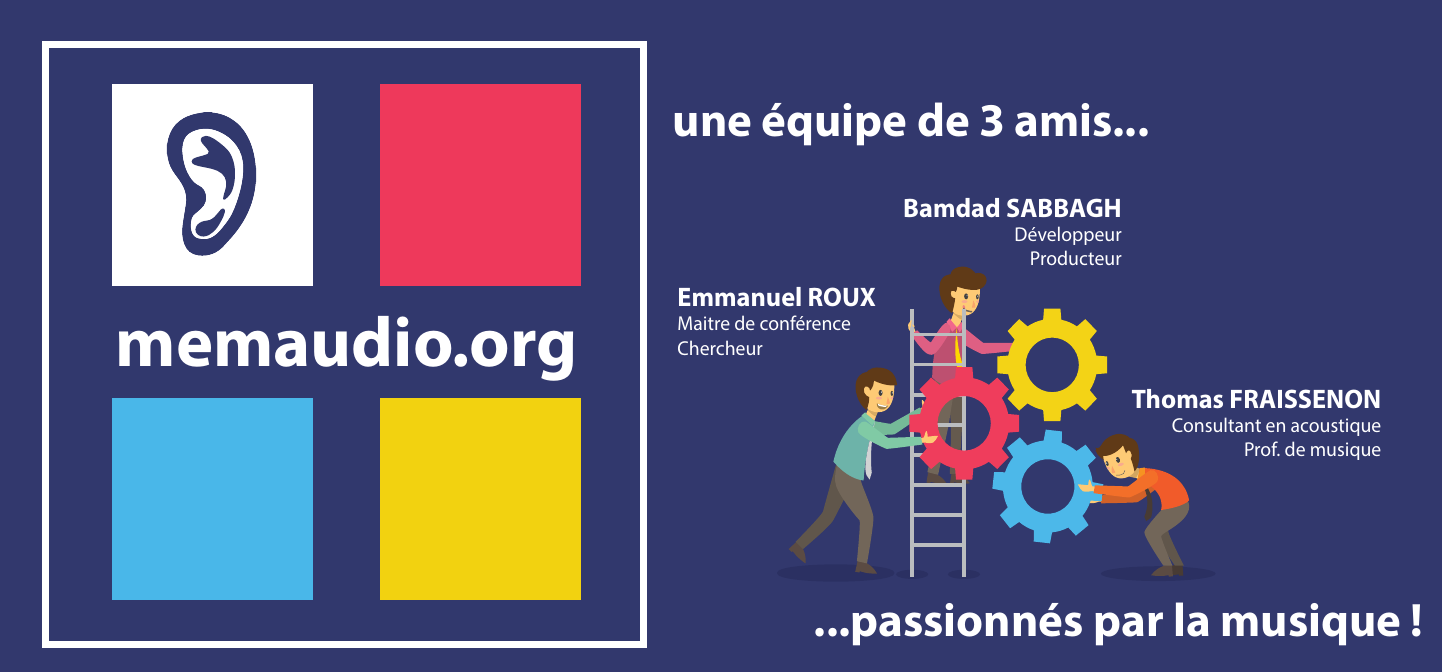 memaudio.org
une équipe de 3 amis...
Bamdad SABBAGH
Développeur
Producteur
Emmanuel ROUX
Maitre de conférence
Chercheur
Thomas FRAISSENON
Consultant en acoustique
Prof. de musique
...passionnés par la musique !